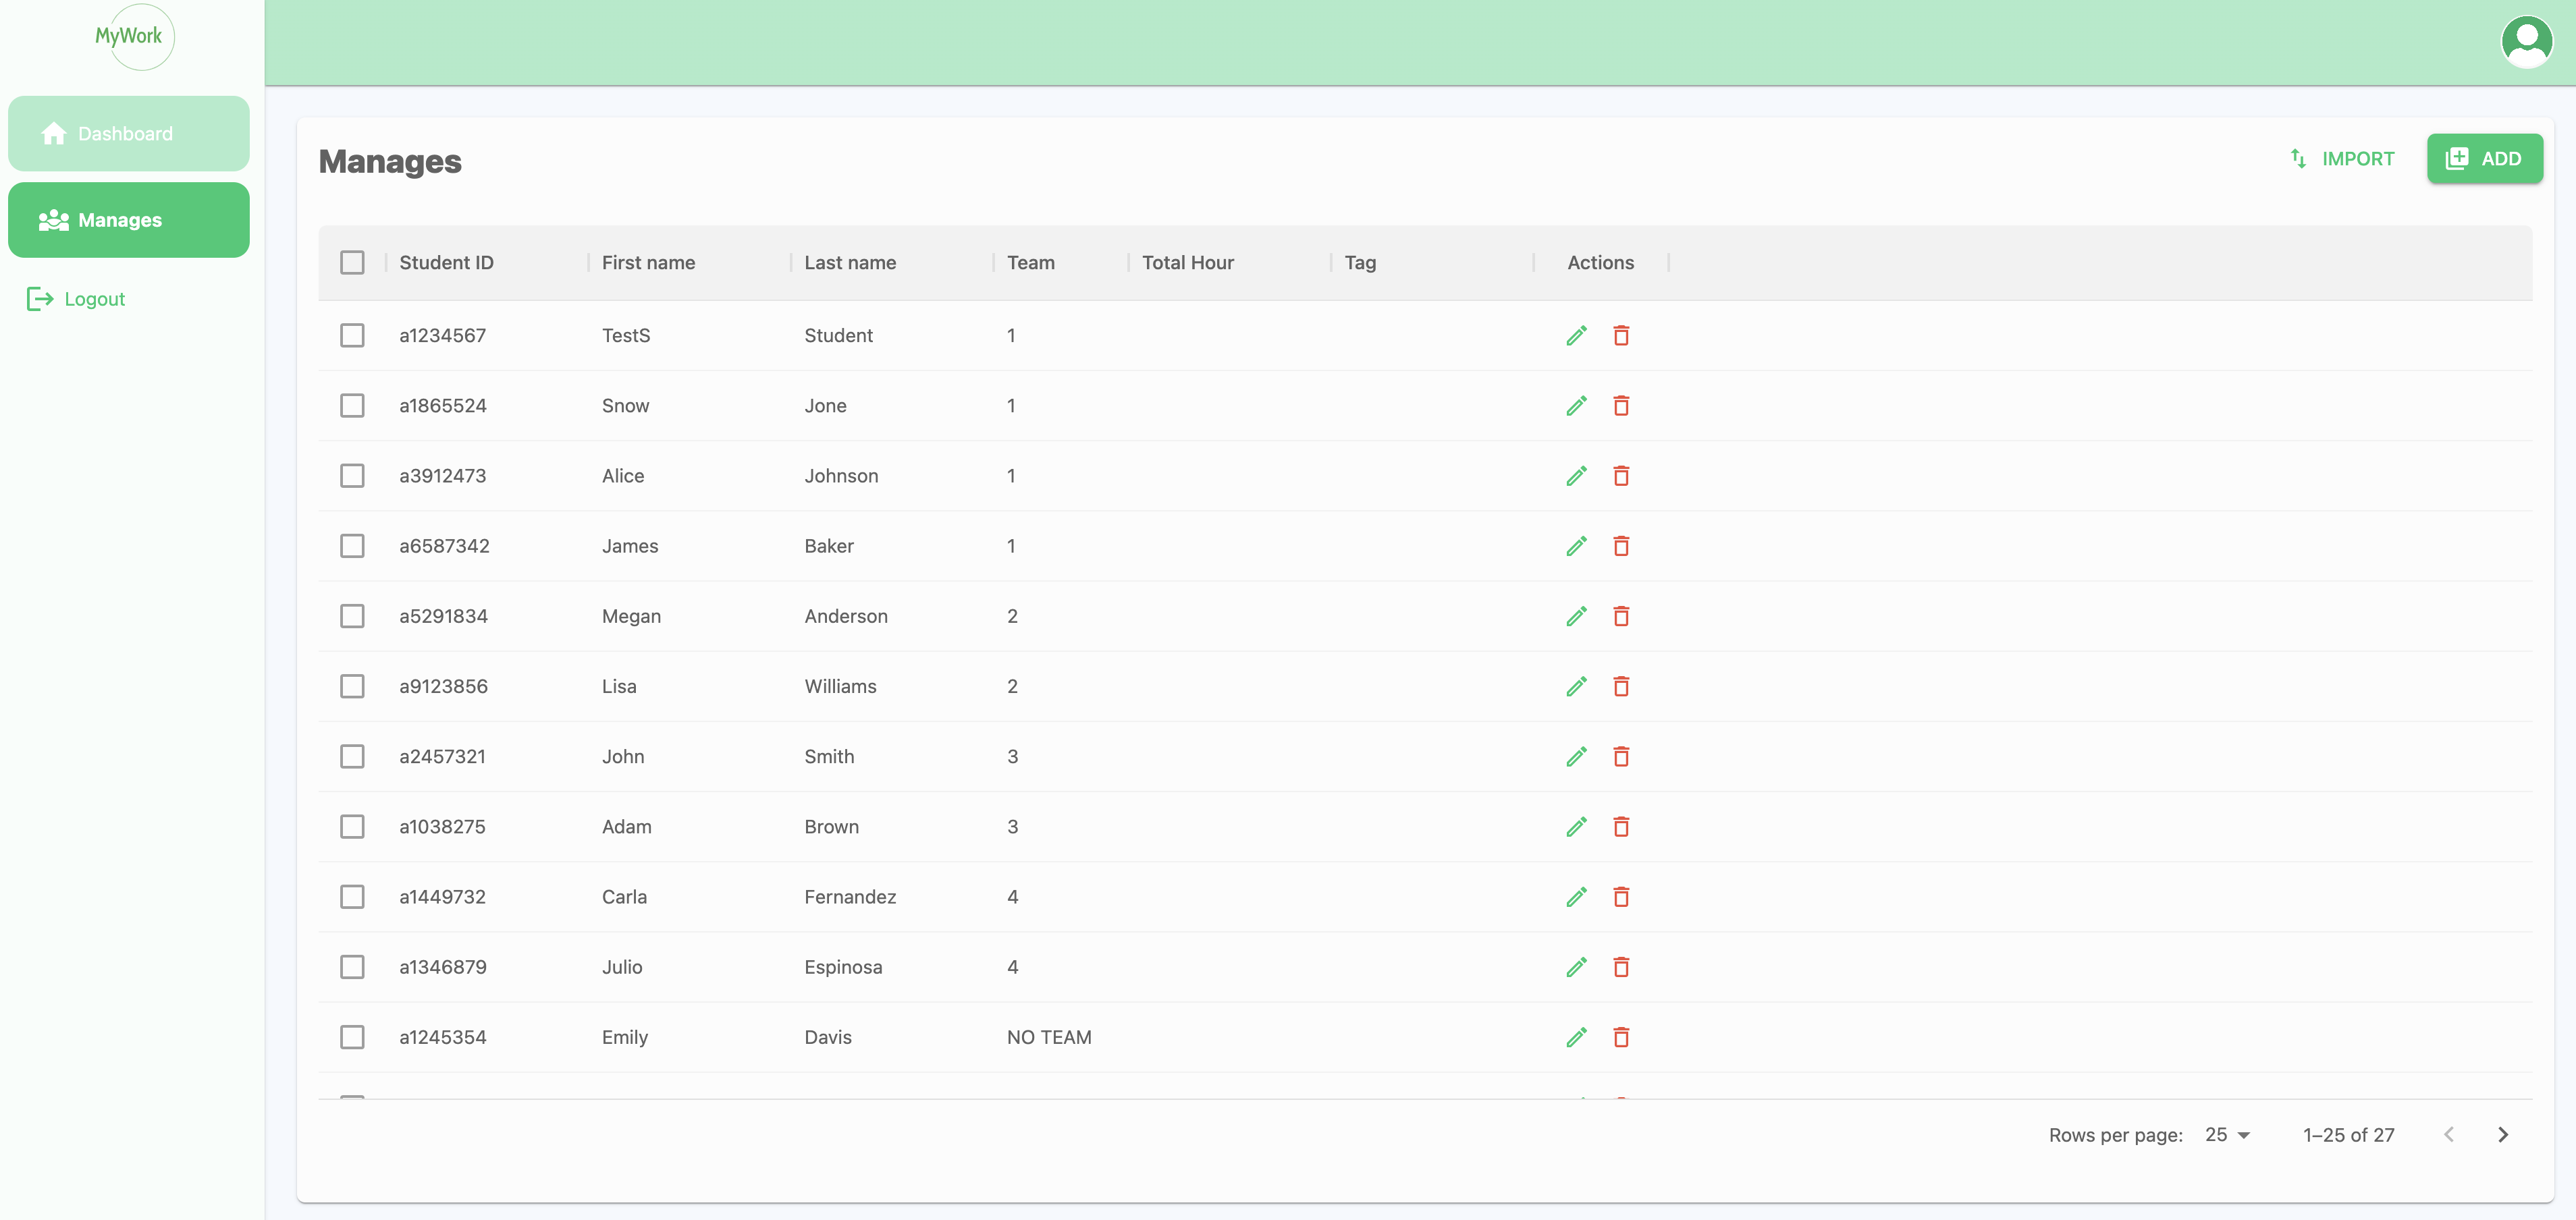 MyWork
Dashboard
Manages
Logout
Manages
IMPORT
ADD
Student ID First name Last name Team Total Hour Tag Actions
a1234567 TestS Student 1
a1865524 Snow Jone 1
a3912473 Alice Johnson 1
a6587342 James Baker 1
a5291834 Megan Anderson 2
a9123856 Lisa Williams 2
a2457321 John Smith 3
a1038275 Adam Brown 3
a1449732 Carla Fernandez 4
a1346879 Julio Espinosa 4
a1245354 Emily Davis NO TEAM
Rows per page: 25 1–25 of 27